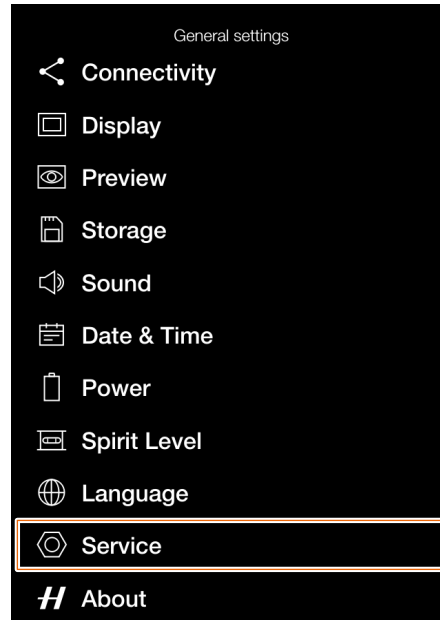 General settings
Connectivity
Display
Preview
Storage
Sound
Date & Time
Power
Spirit Level
Language
Service
About